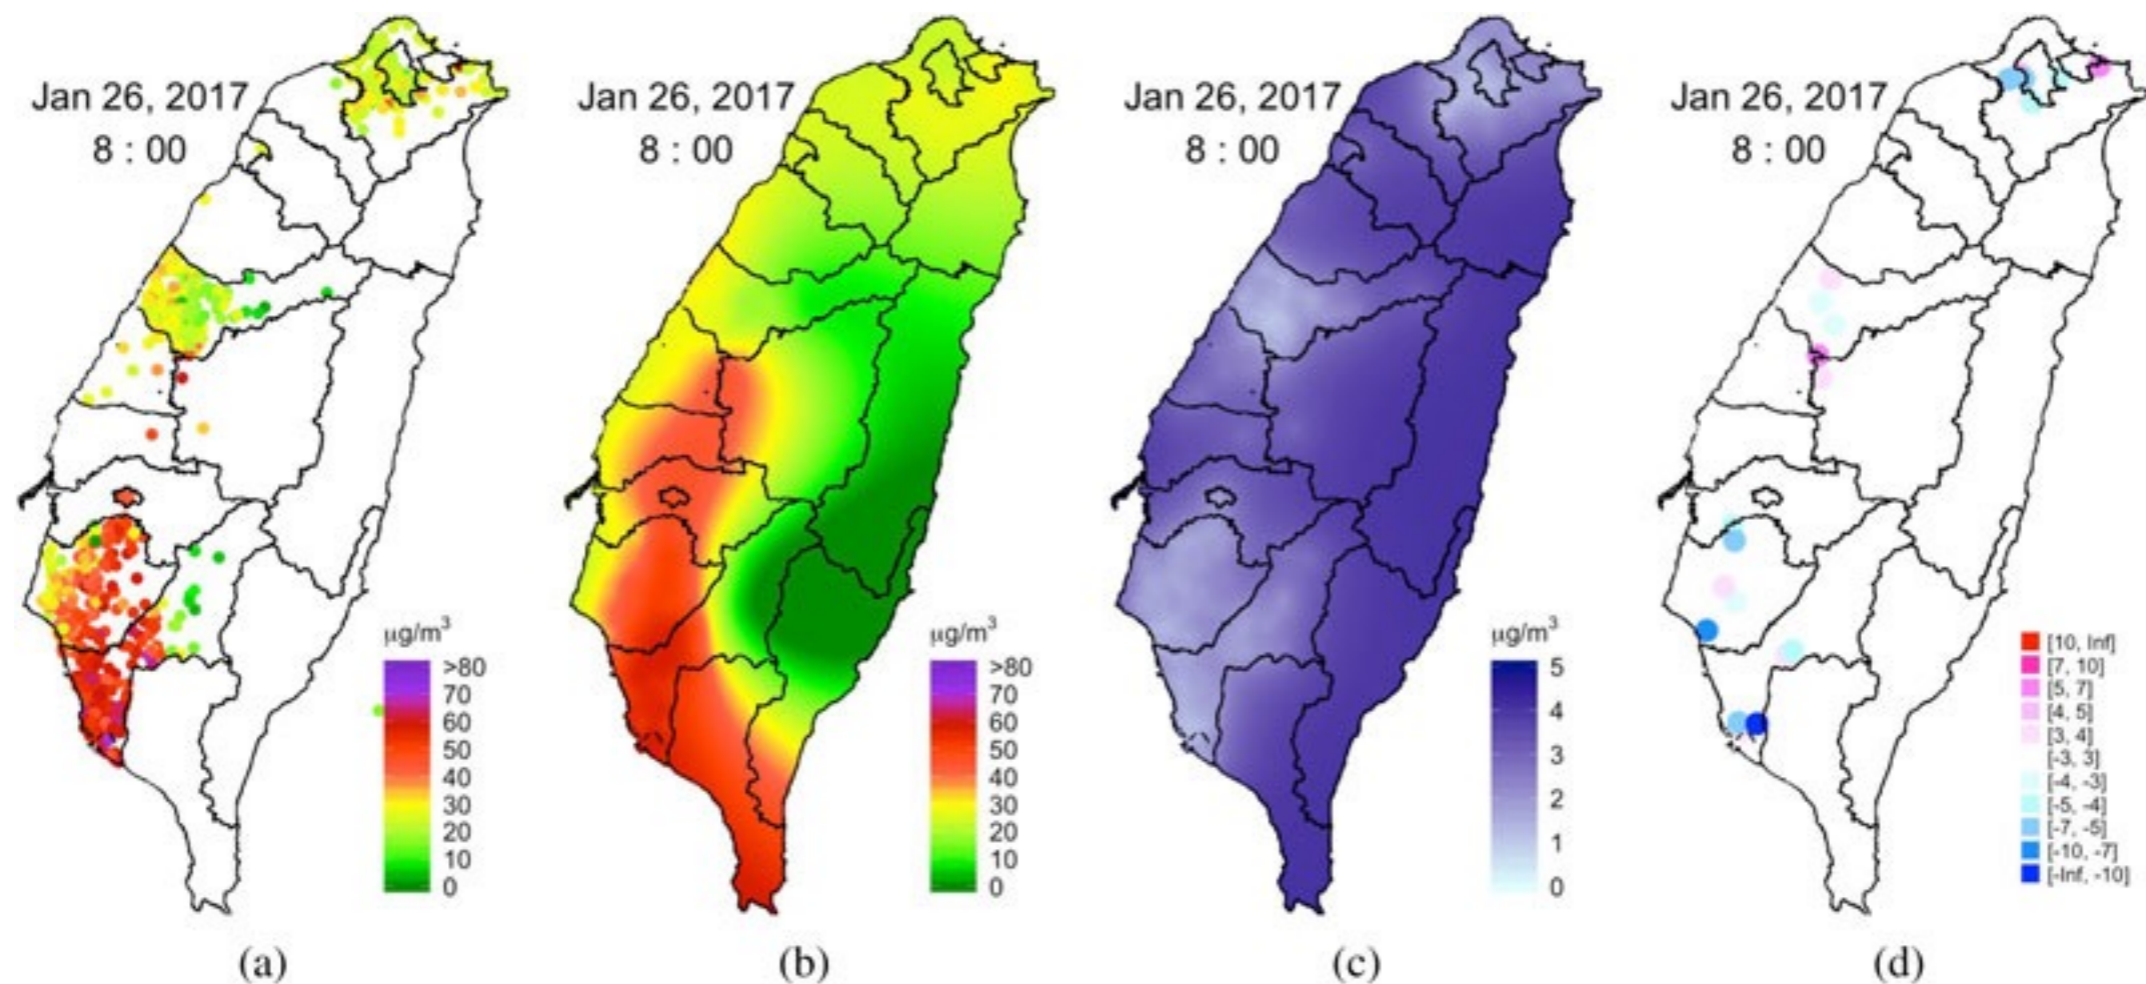 Jan 26, 2017
8 : 00
µg/m³
>80
70
60
50
40
30
20
10
0
(a)
Jan 26, 2017
8 : 00
µg/m³
>80
70
60
50
40
30
20
10
0
(b)
Jan 26, 2017
8 : 00
µg/m³
5
4
3
2
1
0
(c)
Jan 26, 2017
8 : 00
[10, Inf]
[7, 10]
[5, 7]
[4, 5]
[3, 4]
[-3, 3]
[-4, -3]
[-5, -4]
[-7, -5]
[-10, -7]
[-Inf, -10]
(d)